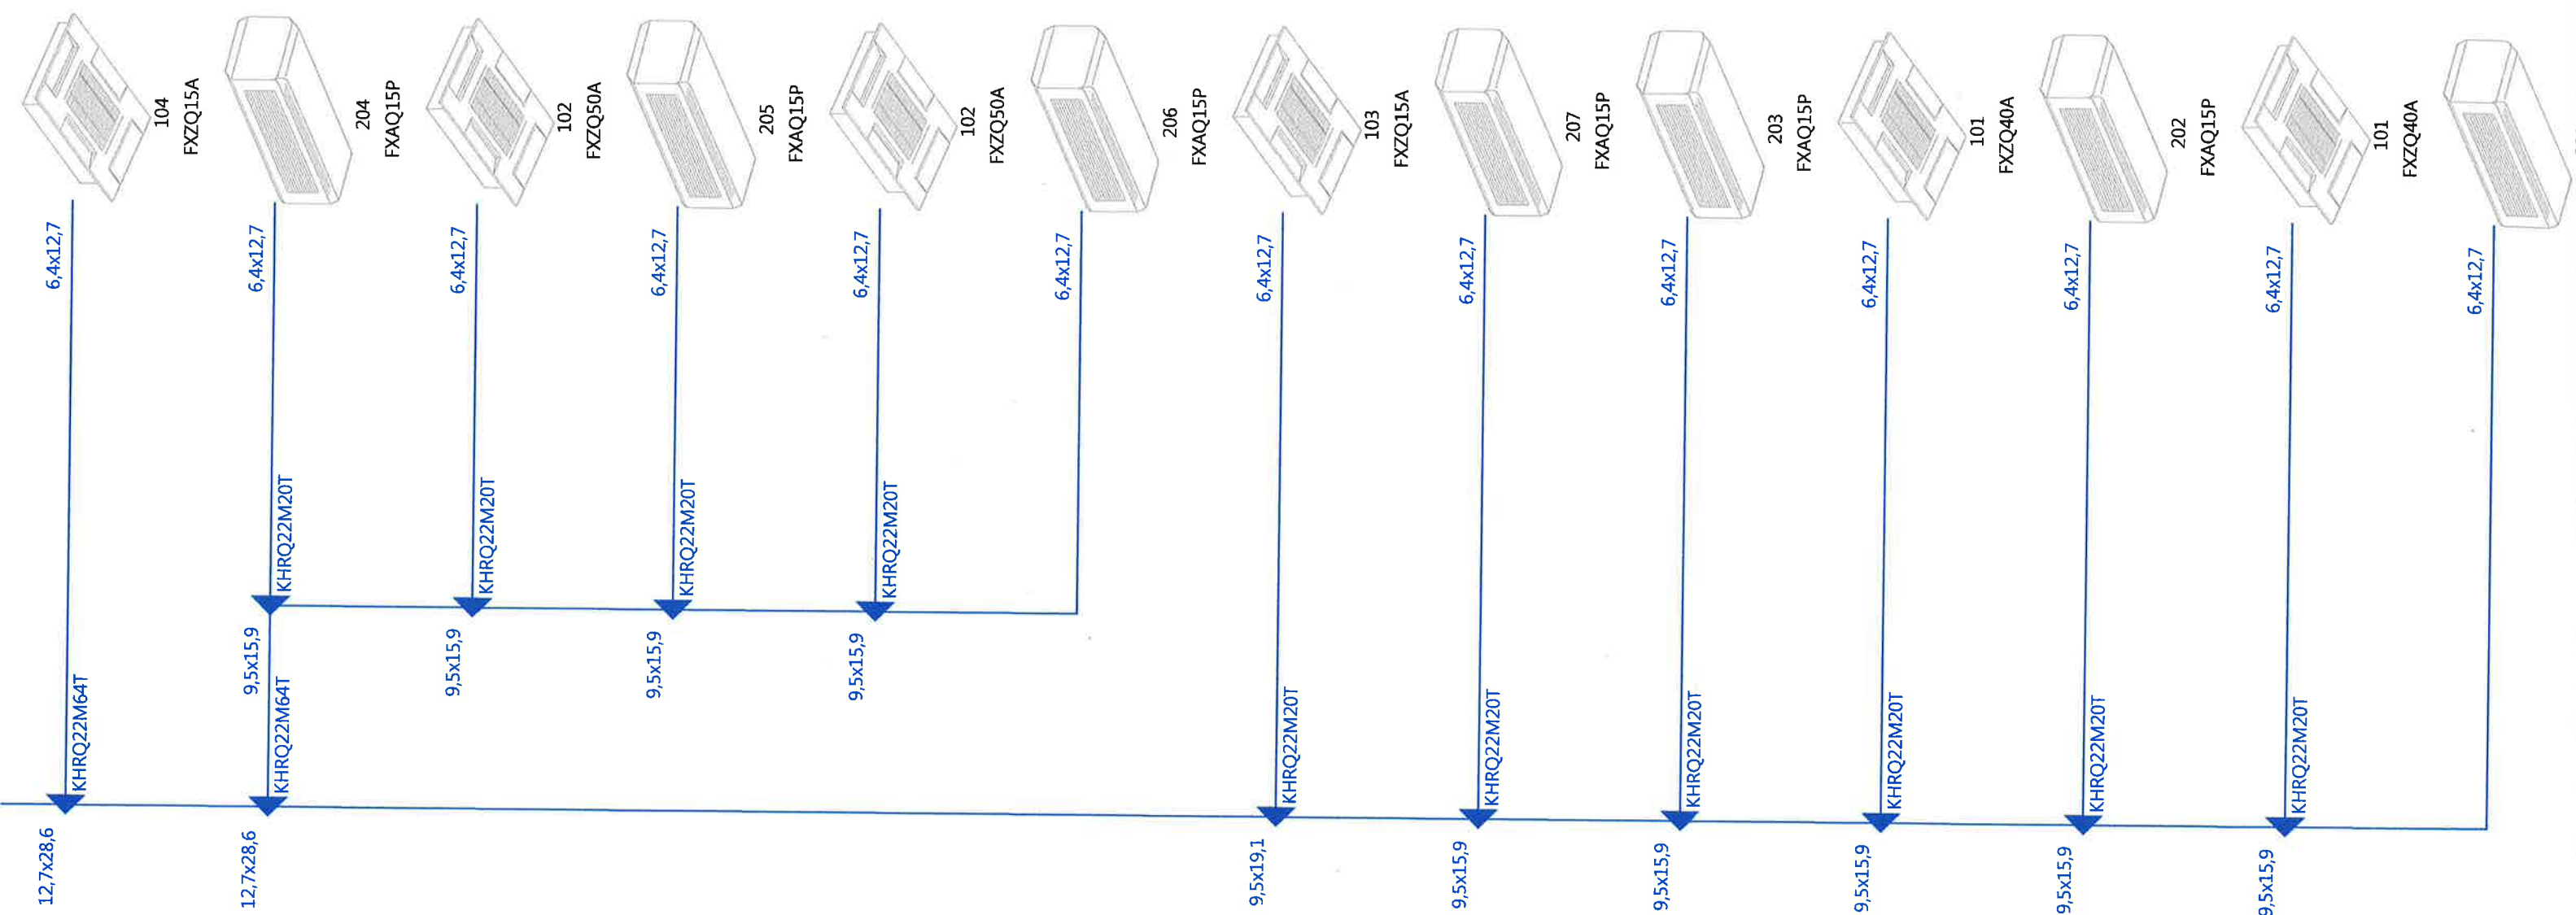 104
FXZQ15A
204
FXAQ15P
102
FXZQ50A
205
FXAQ15P
102
FXZQ50A
206
FXAQ15P
103
FXZQ15A
207
FXAQ15P
203
FXAQ15P
101
FXZQ40A
202
FXAQ15P
101
FXZQ40A
6,4x12,7
6,4x12,7
6,4x12,7
6,4x12,7
6,4x12,7
6,4x12,7
6,4x12,7
6,4x12,7
6,4x12,7
6,4x12,7
6,4x12,7
6,4x12,7
6,4x12,7
KHRQ22M20T
KHRQ22M20T
KHRQ22M20T
KHRQ22M20T
9,5x15,9
9,5x15,9
9,5x15,9
9,5x15,9
KHRQ22M64T
KHRQ22M64T
KHRQ22M20T
KHRQ22M20T
KHRQ22M20T
KHRQ22M20T
KHRQ22M20T
KHRQ22M20T
12,7x28,6
12,7x28,6
9,5x19,1
9,5x15,9
9,5x15,9
9,5x15,9
9,5x15,9
9,5x15,9